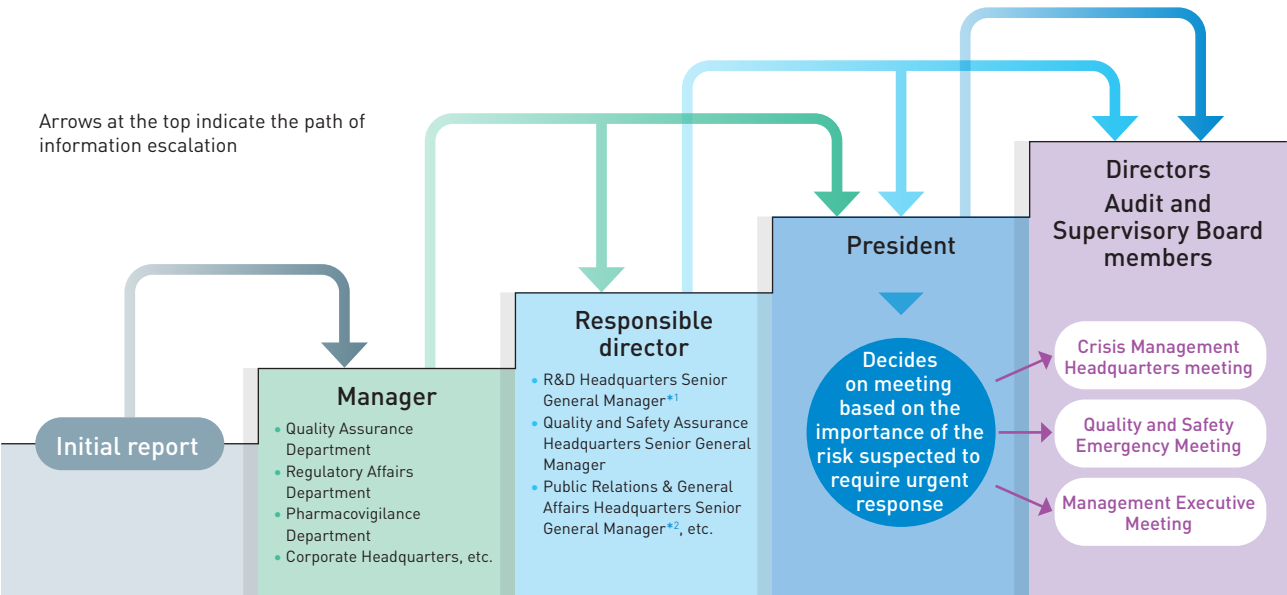 Arrows at the top indicate the path of
information escalation
Initial report
Manager
• Quality Assurance
Department
• Regulatory Affairs
Department
• Pharmacovigilance
Department
• Corporate Headquarters, etc.
Responsible
director
• R&D Headquarters Senior
General Manager*1
• Quality and Safety Assurance
Headquarters Senior General
Manager
• Public Relations & General
Affairs Headquarters Senior
General Manager*2, etc.
President
Decides
on meeting
based on the
importance of the
risk suspected to
require urgent
response
Directors
Audit and
Supervisory Board
members
Crisis Management
Headquarters meeting
Quality and Safety
Emergency Meeting
Management Executive
Meeting